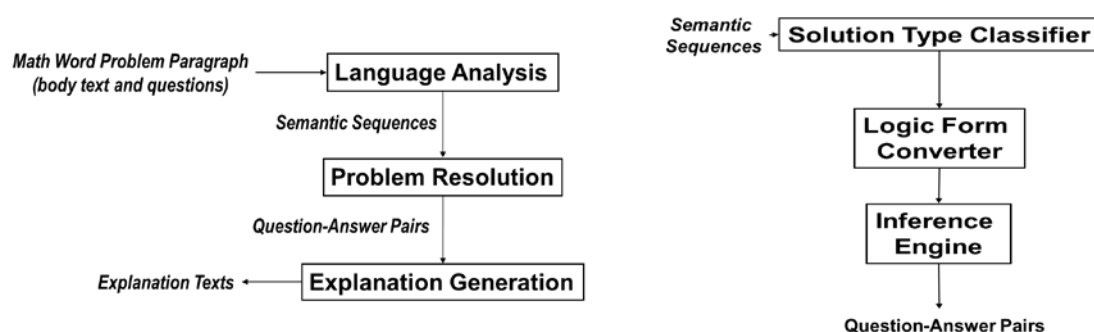 Math Word Problem Paragraph
(body text and questions)
Language Analysis
Semantic Sequences
Problem Resolution
Question-Answer Pairs
Explanation Texts
Explanation Generation
Semantic
Sequences
Solution Type Classifier
Logic Form
Converter
Inference
Engine
Question-Answer Pairs